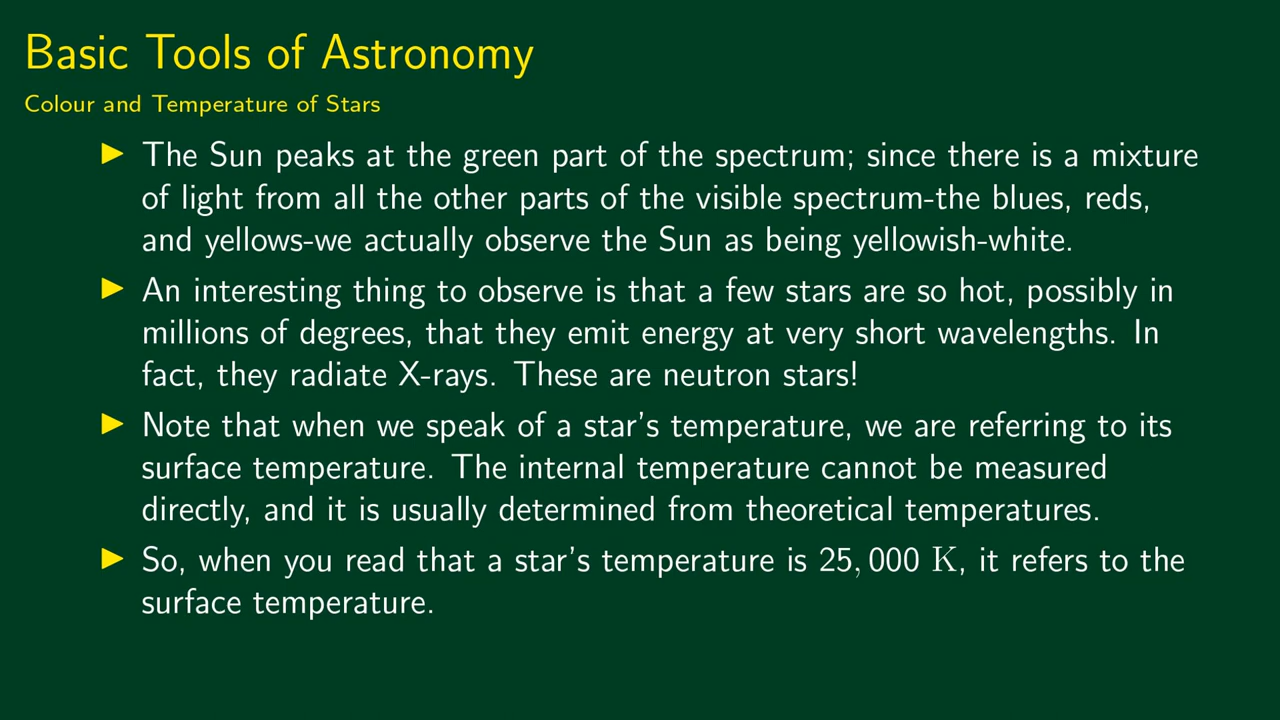 Basic Tools of Astronomy
Colour and Temperature of Stars
▶ The Sun peaks at the green part of the spectrum; since there is a mixture
of light from all the other parts of the visible spectrum-the blues, reds,
and yellows-we actually observe the Sun as being yellowish-white.
▶ An interesting thing to observe is that a few stars are so hot, possibly in
millions of degrees, that they emit energy at very short wavelengths. In
fact, they radiate X-rays. These are neutron stars!
▶ Note that when we speak of a star's temperature, we are referring to its
surface temperature. The internal temperature cannot be measured
directly, and it is usually determined from theoretical temperatures.
▶ So, when you read that a star's temperature is 25,000 K, it refers to the
surface temperature.